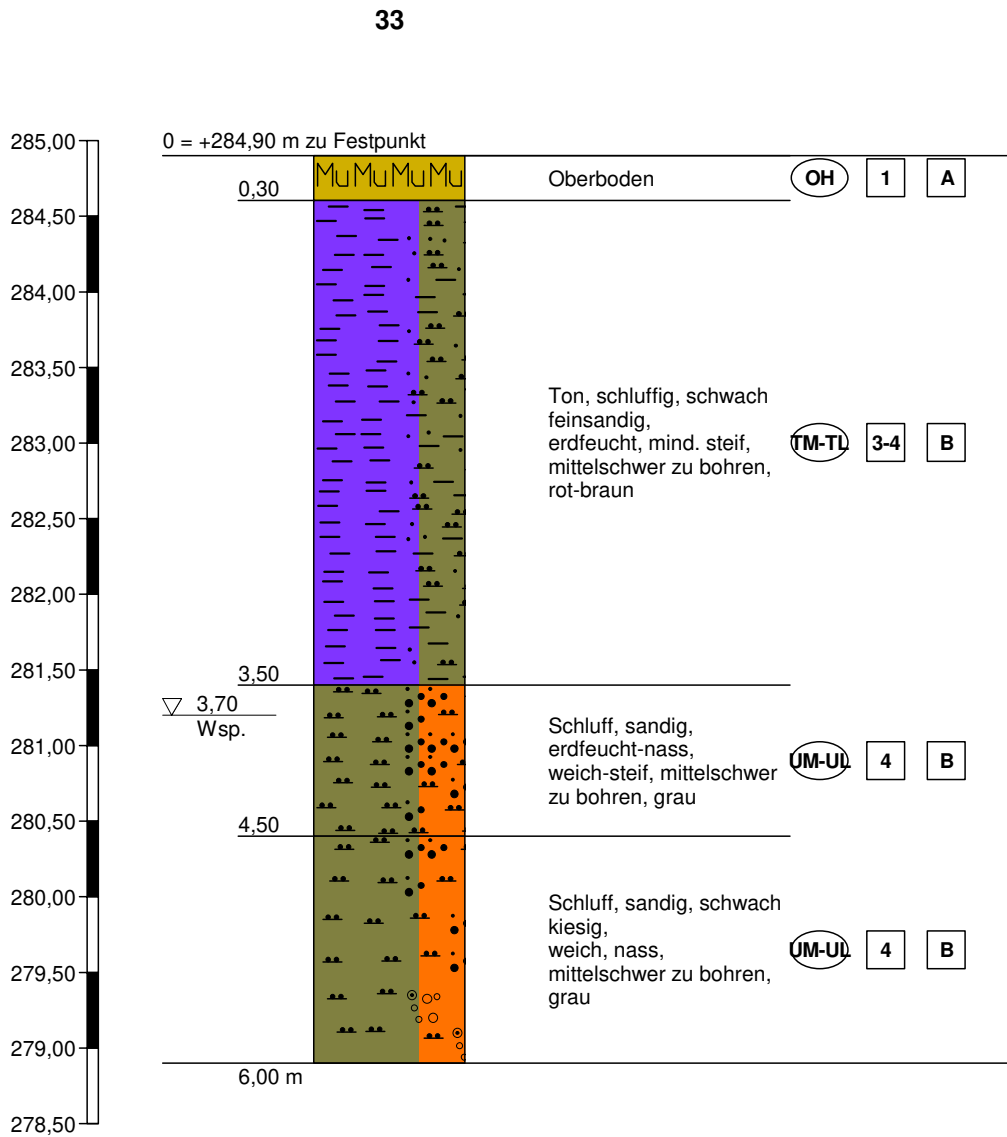 33
285,00
284,50
284,00
283,50
283,00
282,50
282,00
281,50
281,00
280,50
280,00
279,50
279,00
278,50
0 = +284,90 m zu Festpunkt
Mu Mu Mu Mu
0,30
Oberboden
OH 1 A
Ton, schluffig, schwach
feinsandig,
erdfeucht, mind. steif,
mittelschwer zu bohren,
rot-braun
TM-TL 3-4 B
3,50
3,70
Wsp.
Schluff, sandig,
erdfeucht-nass,
weich-steif, mittelschwer
zu bohren, grau
UM-UL 4 B
4,50
Schluff, sandig, schwach
kiesig,
weich, nass,
mittelschwer zu bohren,
grau
UM-UL 4 B
6,00 m